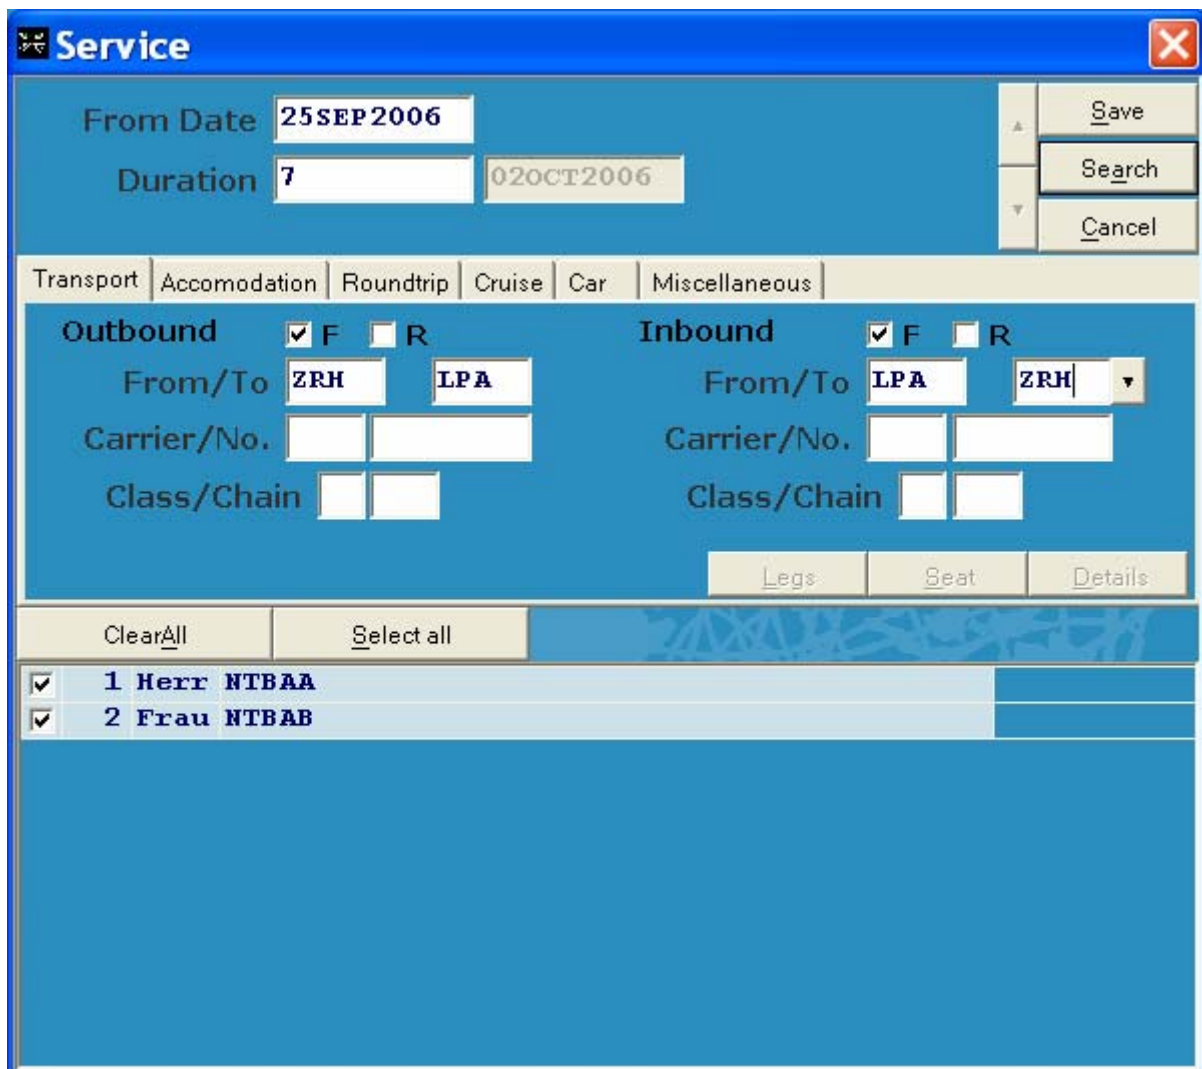 Service
From Date 25SEP2006
Save
Duration 7 02OCT2006
Search
Cancel
Transport Accomodation Roundtrip Cruise Car Miscellaneous
Outbound F R Inbound F R
From/To ZRH LPA From/To LPA ZRH
Carrier/No. Carrier/No.
Class/Chain Class/Chain
Legs Seat Details
ClearAll Select all
1 Herr NTBAA
2 Frau NTBAB